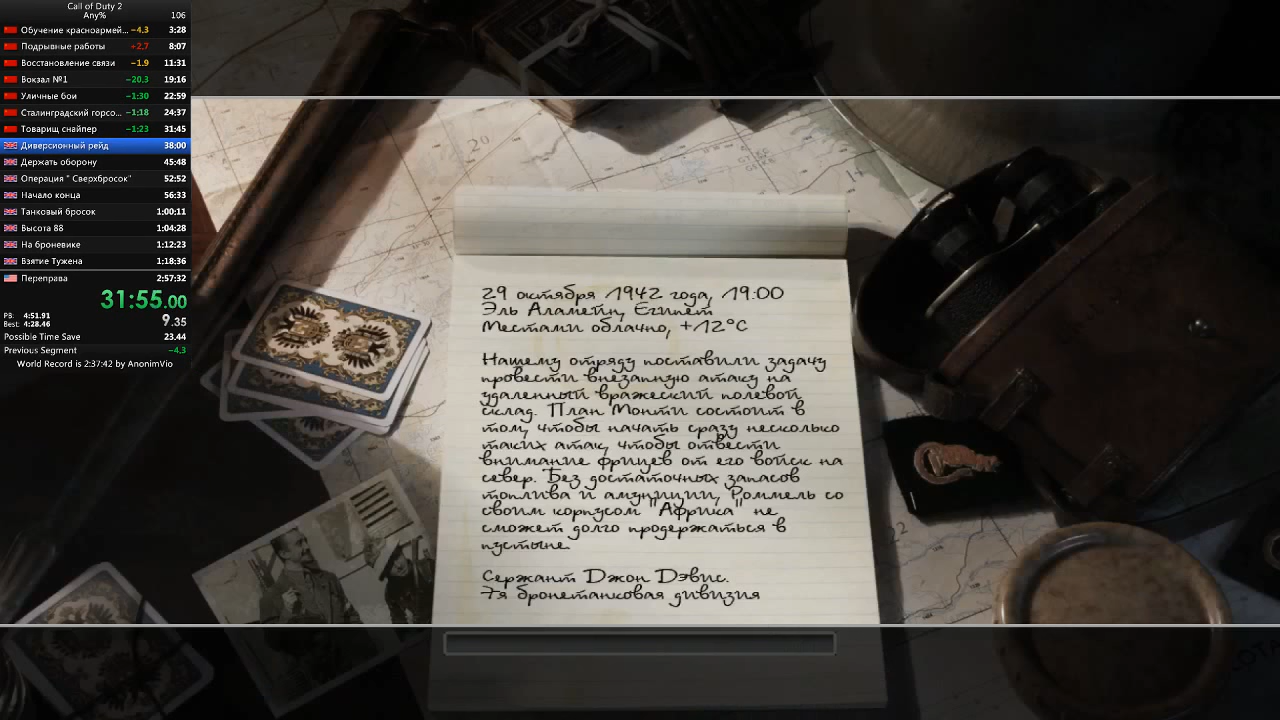 Call of Duty 2
Any% 106
Обучение красноармей... −4.3 3:28
Подрывные работы +2.7 8:07
Восстановление связи −1.9 11:31
Вокзал №1 −20.3 19:16
Уличные бои −1:30 22:59
Сталинградский горсо... −1:18 24:37
Товарищ снайпер −1:23 31:45
Диверсионный рейд 38:00
Держать оборону 45:48
Операция " Сверхбросок" 52:52
Начало конца 56:33
Танковый бросок 1:00:11
Высота 88 1:04:28
На броневике 1:12:23
Взятие Тужена 1:18:36
Переправа 2:57:32
31:55.00
PB: 4:51.91 9.35
Best: 4:28.46
Possible Time Save 23.44
Previous Segment −4.3
World Record is 2:37:42 by AnonimVio
29 октября 1942 года, 19:00
Эль Аламейн, Египет
Местами облачно, +12°C
Нашему отряду поставили задачу
провести внезапную атаку на
удаленный вражеский полевой
склад. План Монти состоит в
том, чтобы начать сразу несколько
таких атак, чтобы отвести
внимание фрицев от его войск на
север. Без достаточных запасов
топлива и амуниции, Роммель со
своим корпусом "Африка" не
сможет долго продержаться в
пустыне.
Сержант Джон Дэвис.
7я бронетанковая дивизия
20
14
22